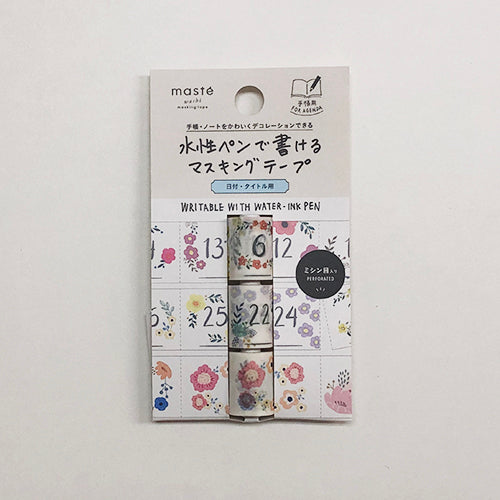 masté
washi
masking tape
手帳用
FOR AGENDA
手帳・ノートをかわいくデコレーションできる
水性ペンで書ける
マスキングテープ
日付・タイトル用
WRITABLE WITH WATER-INK PEN
13 6 12
ミシン目入り
PERFORATED
25 22 24